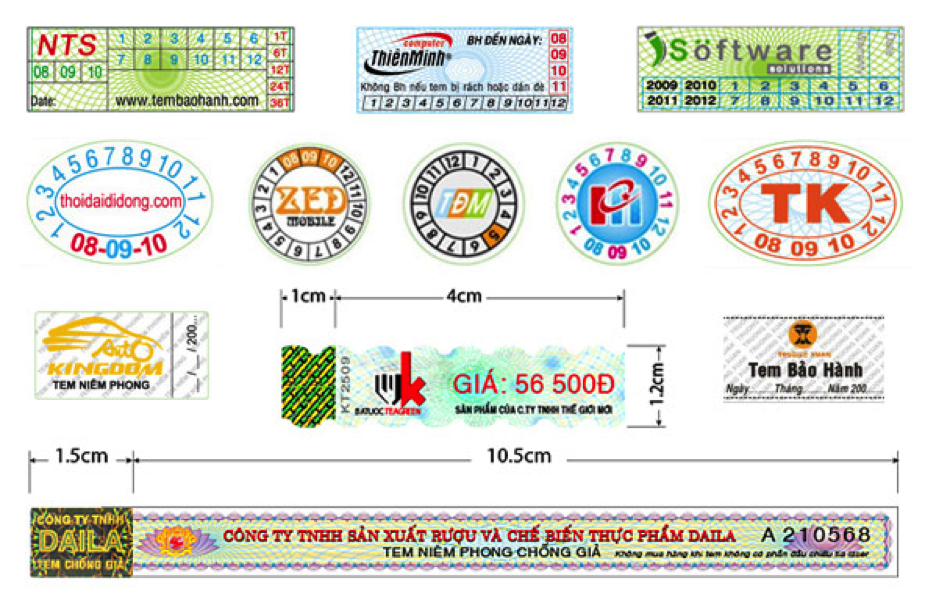 NTS
1 2 3 4 5 6
7 8 9 10 11 12
08 09 10
1T
6T
12T
24T
36T
Date:
www.tembaohanh.com
computer
ThiênMinh®
BH ĐẾN NGÀY:
08
09
10
11
Không Bh nếu tem bị rách hoặc dán đè
1 2 3 4 5 6 7 8 9 10 11 12
Söftware
solutions
2009 2010 1 2 3 4 5 6
2011 2012 7 8 9 10 11 12
1 2 3 4 5 6 7 8 9 10 11
thoidaididong.com
08-09-10
08 09 10
12 11 10 9 8 7 6 5 4 3 2 1
ZED
MOBILE
12 1 2 3 4 5 6 7 8 9 10 11
TĐM
1 2 3 4 5 6 7 8 9 10 11 12
m
08 09 10
1 2 3 4 5 6 7 8 9 10 11 12
TK
08 09 10
1cm
4cm
Auto
KINGDOM
TEM NIÊM PHONG
__/__/200...
KT2509
k
BATUOC TEAGREEN
GIÁ: 56 500Đ
SẢN PHẨM CỦA C.TY TNHH THẾ GIỚI MỚI
1.2cm
TRUONG XUAN
Tem Bảo Hành
Ngày......Tháng......Năm 200......
1.5cm
10.5cm
CÔNG TY TNHH
DAILA
TEM CHỐNG GIẢ
CÔNG TY TNHH SẢN XUẤT RƯỢU VÀ CHẾ BIẾN THỰC PHẨM DAILA
A 210568
TEM NIÊM PHONG CHỐNG GIẢ
Không mua hàng khi tem không có phần dấu chiếu tia lazer